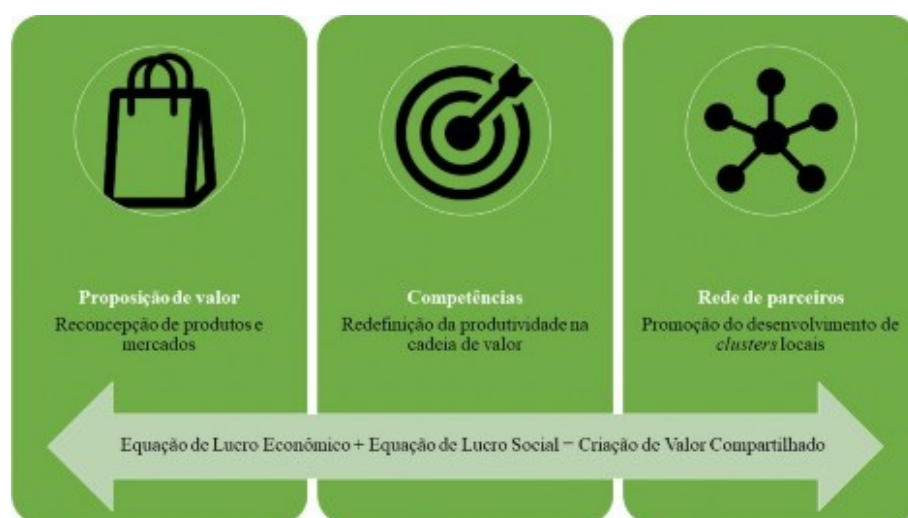 Proposição de valor
Reconcepção de produtos e
mercados
Competências
Redefinição da produtividade na
cadeia de valor
Rede de parceiros
Promoção do desenvolvimento de
clusters locais
Equação de Lucro Econômico + Equação de Lucro Social = Criação de Valor Compartilhado